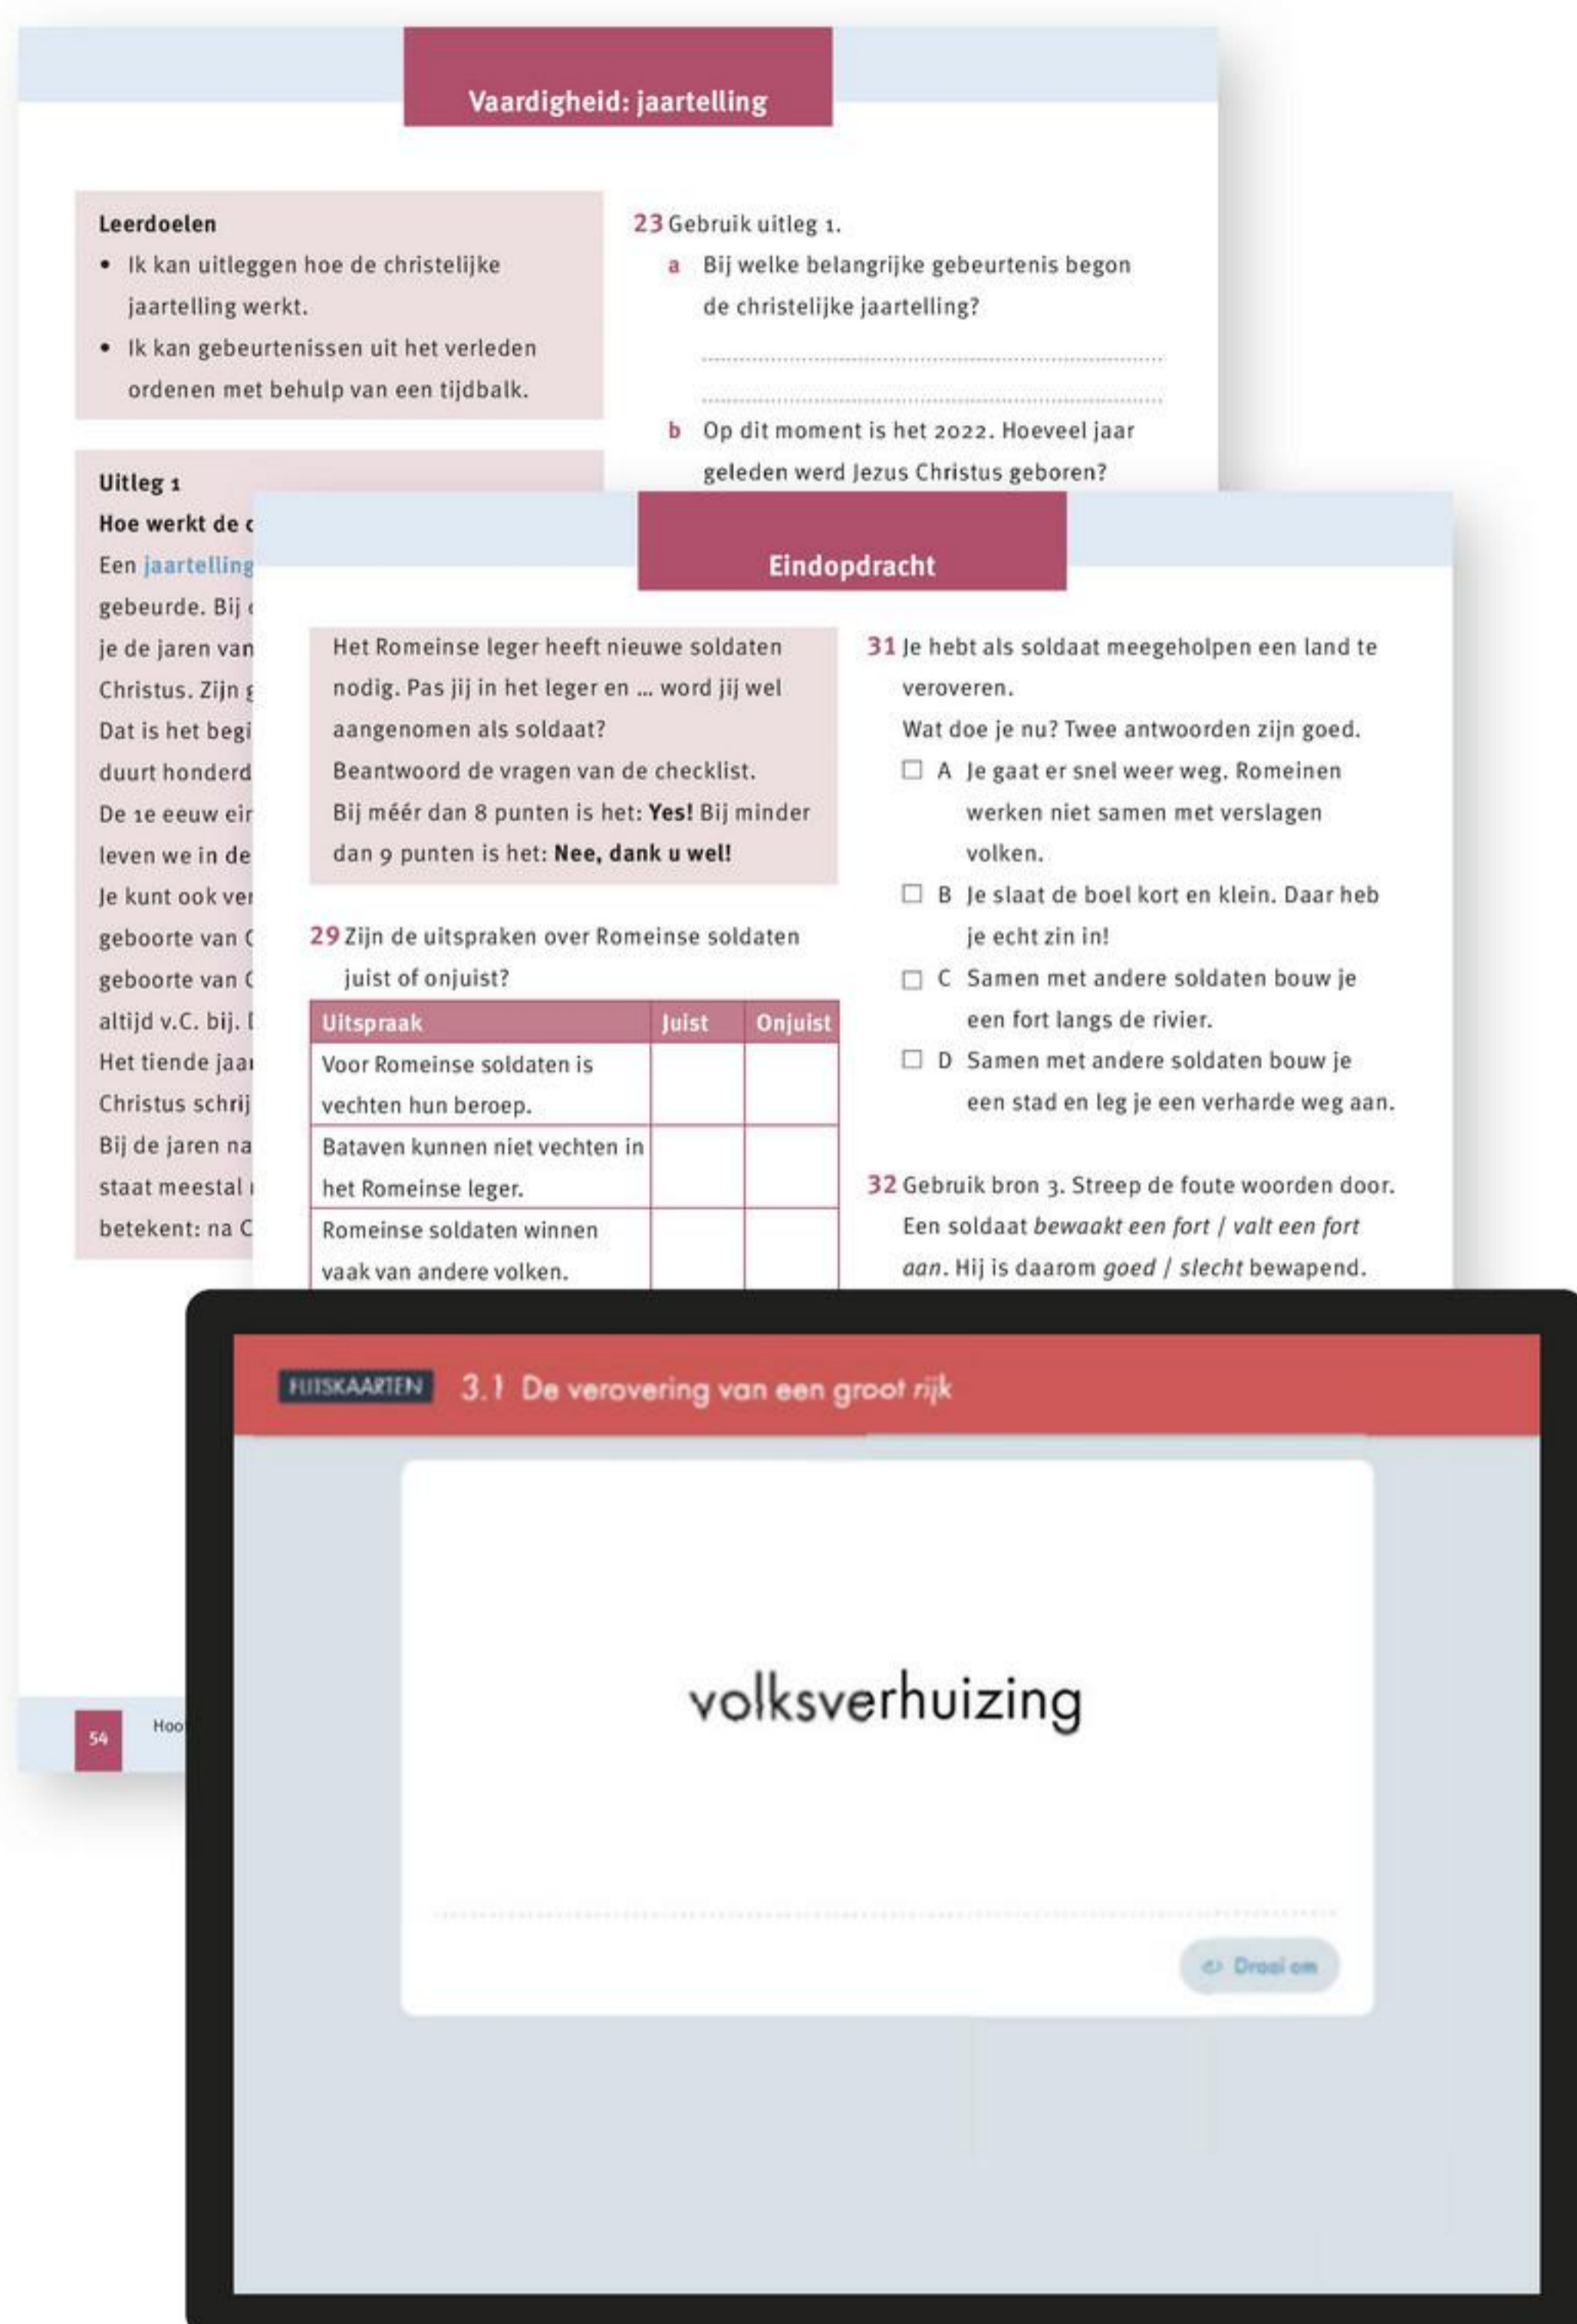 Vaardigheid: jaartelling
Leerdoelen
• Ik kan uitleggen hoe de christelijke
jaartelling werkt.
• Ik kan gebeurtenissen uit het verleden
ordenen met behulp van een tijdbalk.
Uitleg 1
Hoe werkt de
Een jaartelling
gebeurde. Bij
je de jaren van
Christus. Zijn
Dat is het begi
duurt honderd
De 1e eeuw
leven we in de
Je kunt ook
geboorte van
geboorte van
altijd v.C. bij.
Het tiende
Christus schrij
Bij de jaren na
staat meestal
betekent: na C
23 Gebruik uitleg 1.
a Bij welke belangrijke gebeurtenis begon
de christelijke jaartelling?
b Op dit moment is het 2022. Hoeveel jaar
geleden werd Jezus Christus geboren?
54 Hoo
Eindopdracht
Het Romeinse leger heeft nieuwe soldaten
nodig. Pas jij in het leger en ... word jij wel
aangenomen als soldaat?
Beantwoord de vragen van de checklist.
Bij méér dan 8 punten is het: Yes! Bij minder
dan 9 punten is het: Nee, dank u wel!
29 Zijn de uitspraken over Romeinse soldaten
juist of onjuist?
Uitspraak Juist Onjuist
Voor Romeinse soldaten is
vechten hun beroep.
Bataven kunnen niet vechten in
het Romeinse leger.
Romeinse soldaten winnen
vaak van andere volken.
31 Je hebt als soldaat meegeholpen een land te
veroveren.
Wat doe je nu? Twee antwoorden zijn goed.
A Je gaat er snel weer weg. Romeinen
werken niet samen met verslagen
volken.
B Je slaat de boel kort en klein. Daar heb
je echt zin in!
C Samen met andere soldaten bouw je
een fort langs de rivier.
D Samen met andere soldaten bouw je
een stad en leg je een verharde weg aan.
32 Gebruik bron 3. Streep de foute woorden door.
Een soldaat bewaakt een fort / valt een fort
aan. Hij is daarom goed / slecht bewapend.
FLITSKAARTEN 3.1 De verovering van een groot rijk
volksverhuizing
Draai om